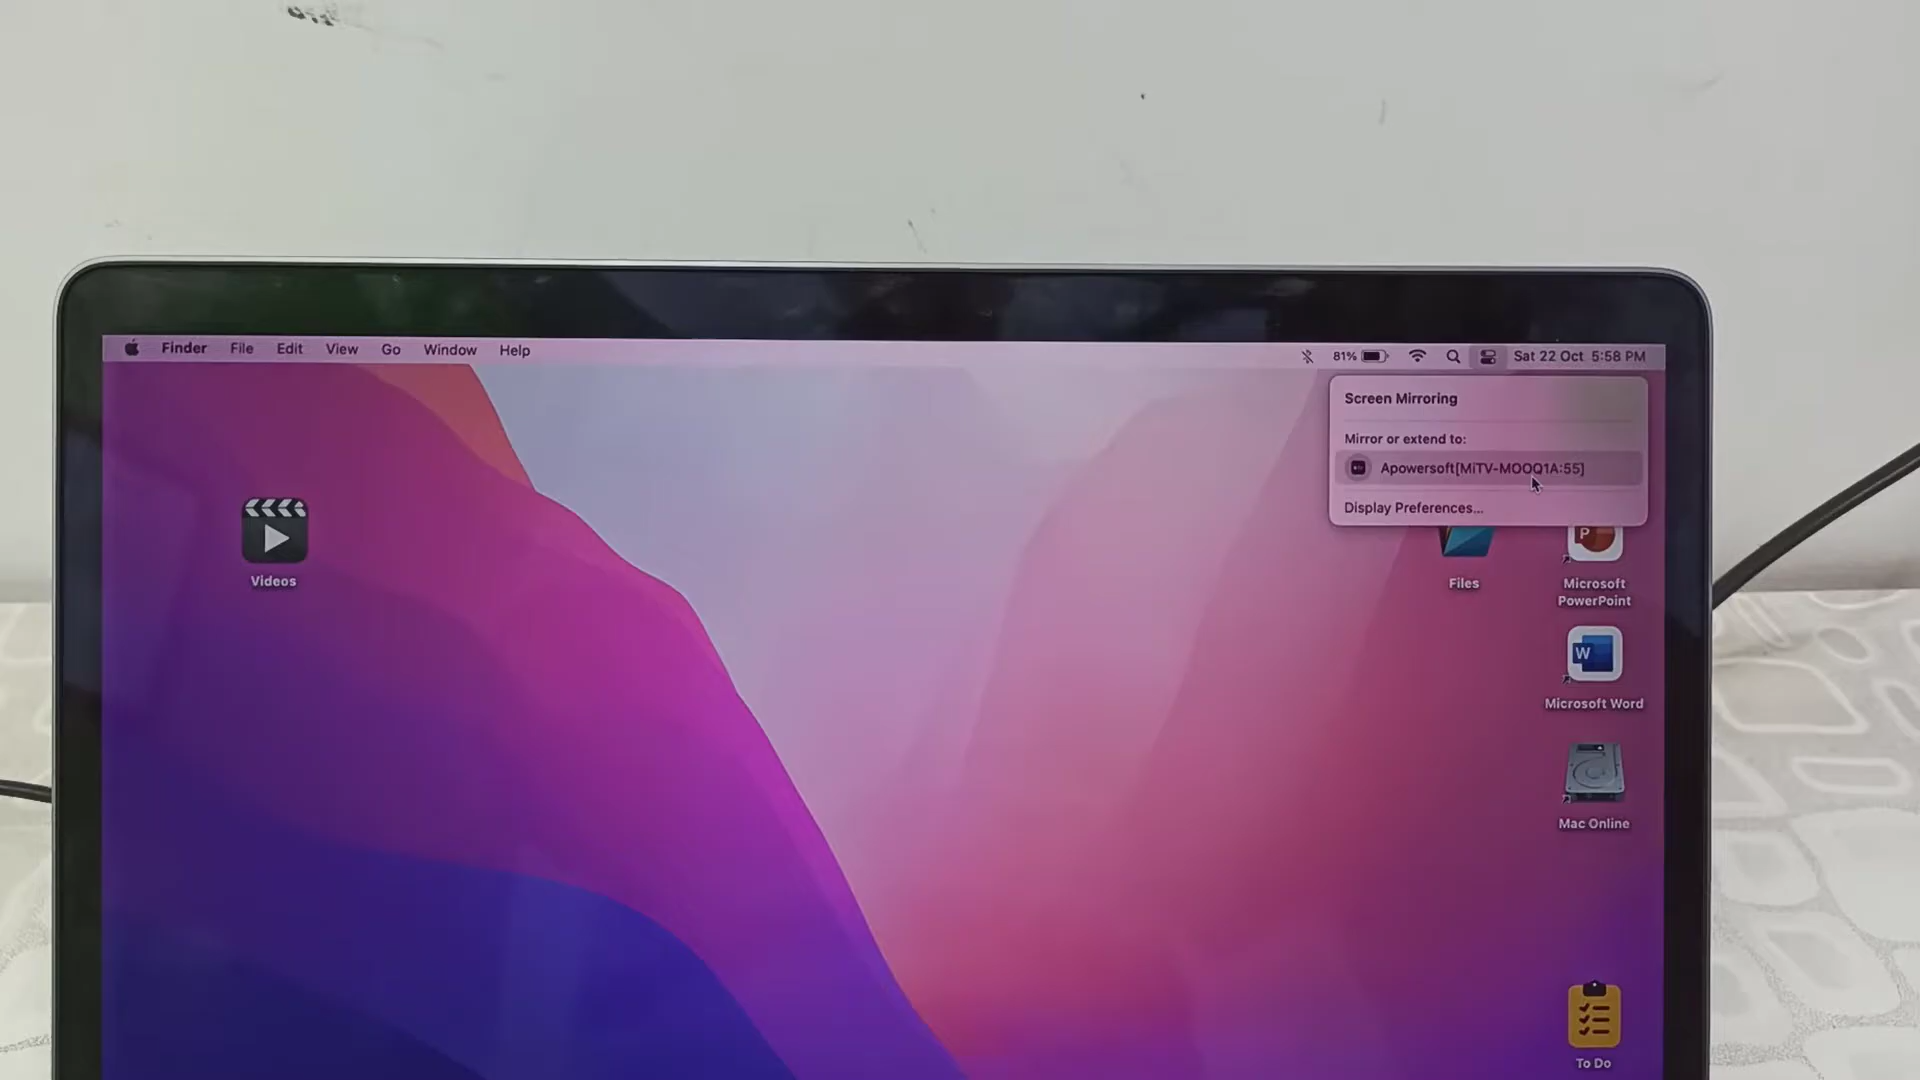 Finder File Edit View Go Window Help
81% Sat 22 Oct 5:58 PM
Screen Mirroring
Mirror or extend to:
Apowersoft[MiTV-MOOQ1A:55]
Display Preferences...
Videos
Files
P
Microsoft
PowerPoint
W
Microsoft Word
Mac Online
To Do